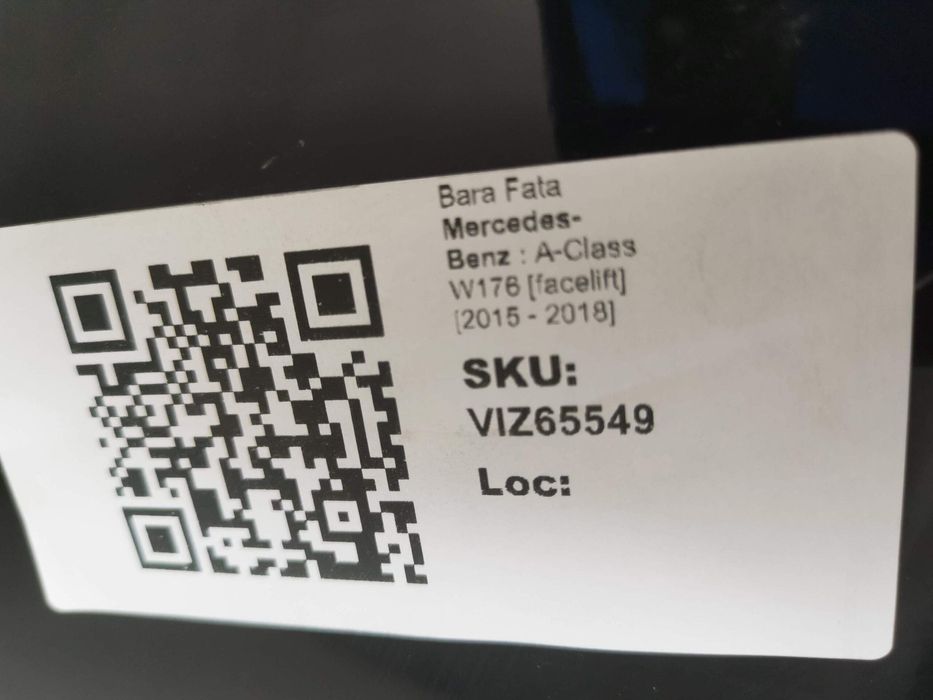 Bara Fata
Mercedes-
Benz : A-Class
W176 [facelift]
[2015 - 2018]
SKU:
VIZ65549
Loc: